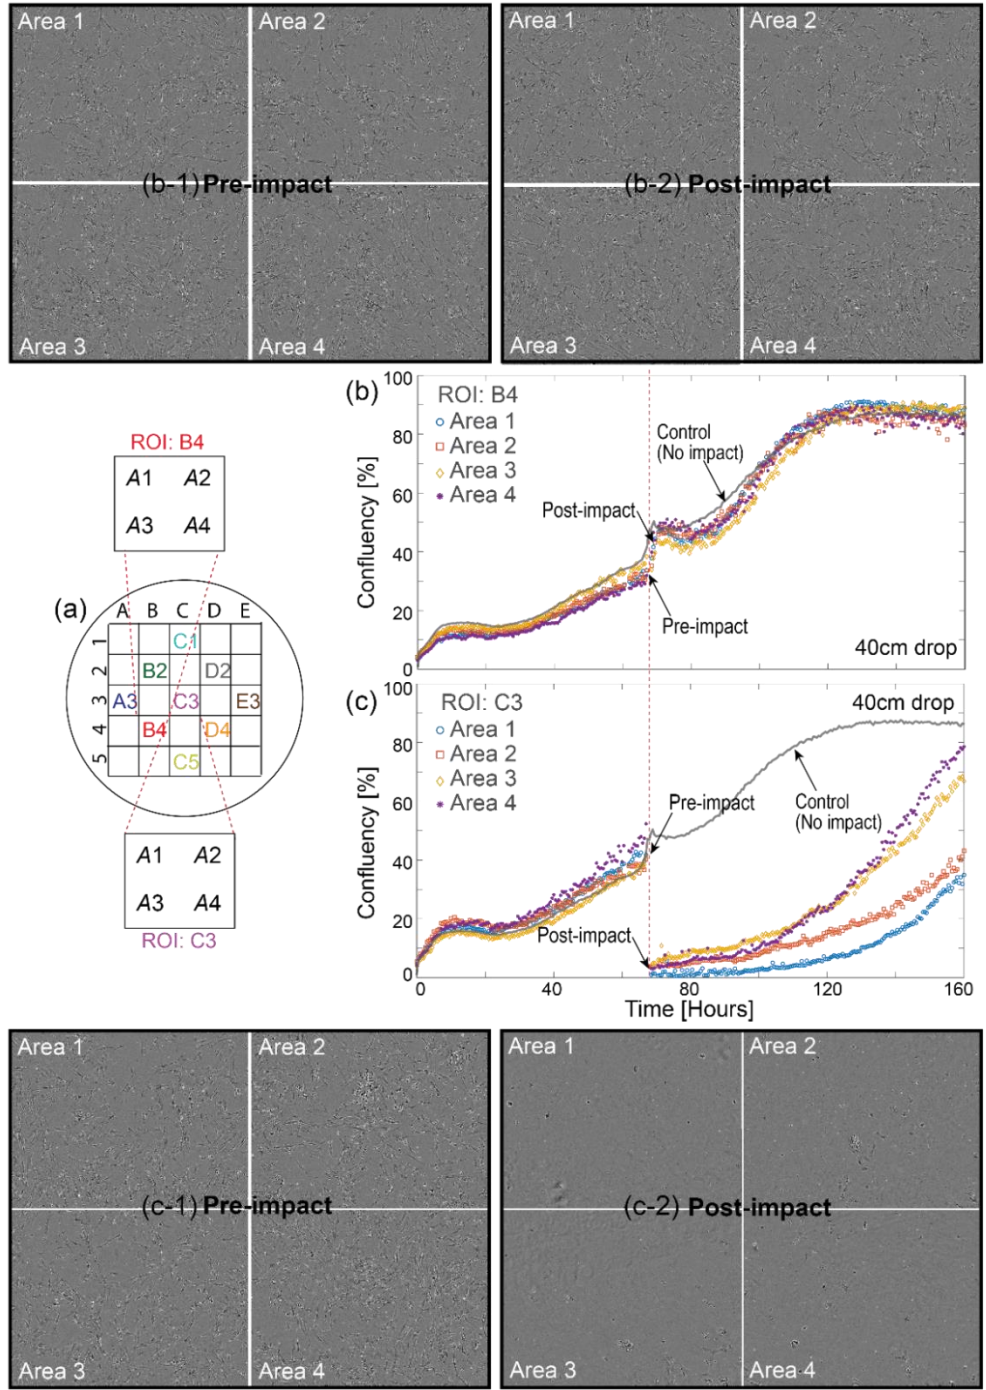 Area 1
Area 2
(b-1) Pre-impact
Area 3
Area 4
Area 1
Area 2
(b-2) Post-impact
Area 3
Area 4
ROI: B4
A1 A2
A3 A4
(a)
A B C D E
1 C1
2 B2 D2
3 A3 C3 E3
4 B4 D4
5 C5
A1 A2
A3 A4
ROI: C3
(b)
100
80
60
40
20
0
Confluency [%]
ROI: B4
Area 1
Area 2
Area 3
Area 4
Control
(No impact)
Post-impact
Pre-impact
40cm drop
(c)
100
80
60
40
20
0
Confluency [%]
ROI: C3
Area 1
Area 2
Area 3
Area 4
40cm drop
Pre-impact
Control
(No impact)
Post-impact
0 40 80 120 160
Time [Hours]
Area 1
Area 2
(c-1) Pre-impact
Area 3
Area 4
Area 1
Area 2
(c-2) Post-impact
Area 3
Area 4